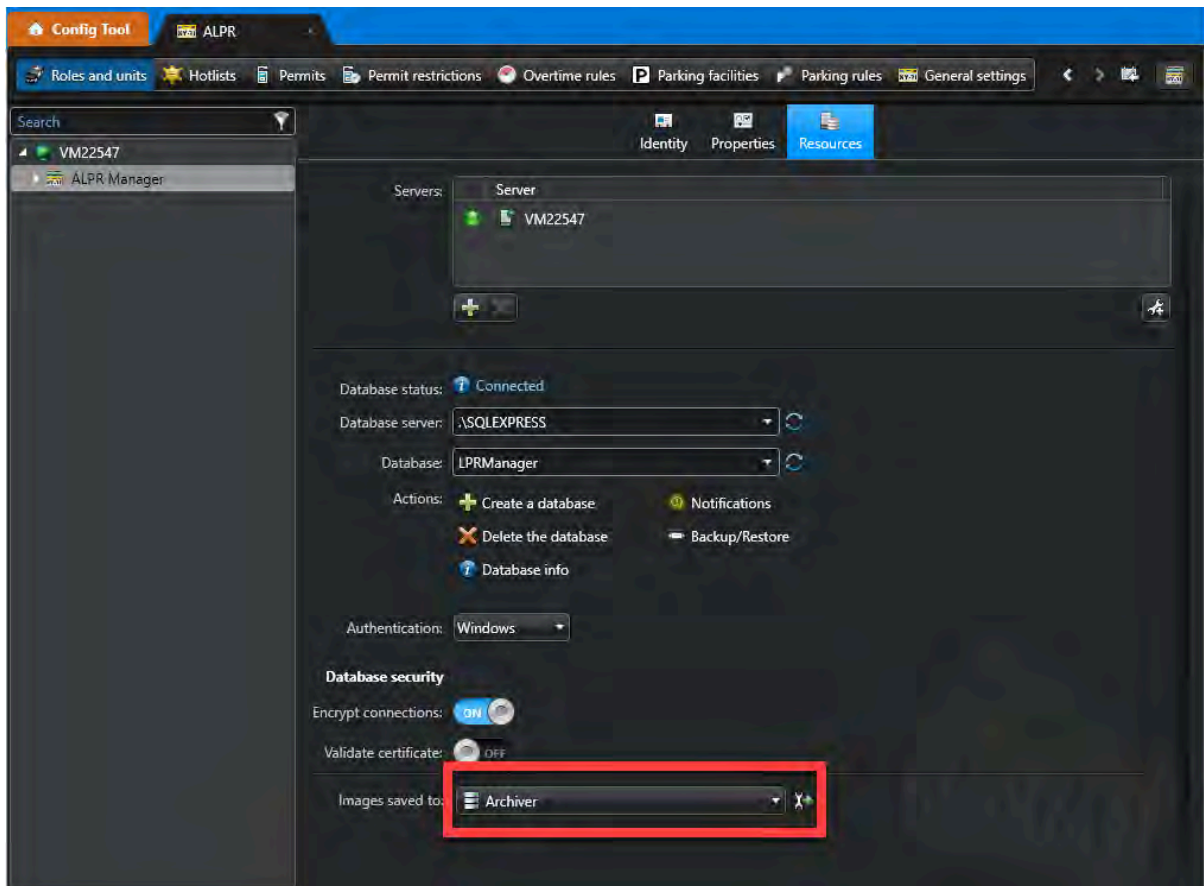 Config Tool ALPR
Roles and units Hotlists Permits Permit restrictions Overtime rules P Parking facilities Parking rules General settings
Search
Identity Properties Resources
VM22547
ALPR Manager
Servers: Server
VM22547
Database status: Connected
Database server: .\SQLEXPRESS
Database: LPRManager
Actions: Create a database Notifications
Delete the database Backup/Restore
Database info
Authentication: Windows
Database security
Encrypt connections: ON
Validate certificate: OFF
Images saved to: Archiver